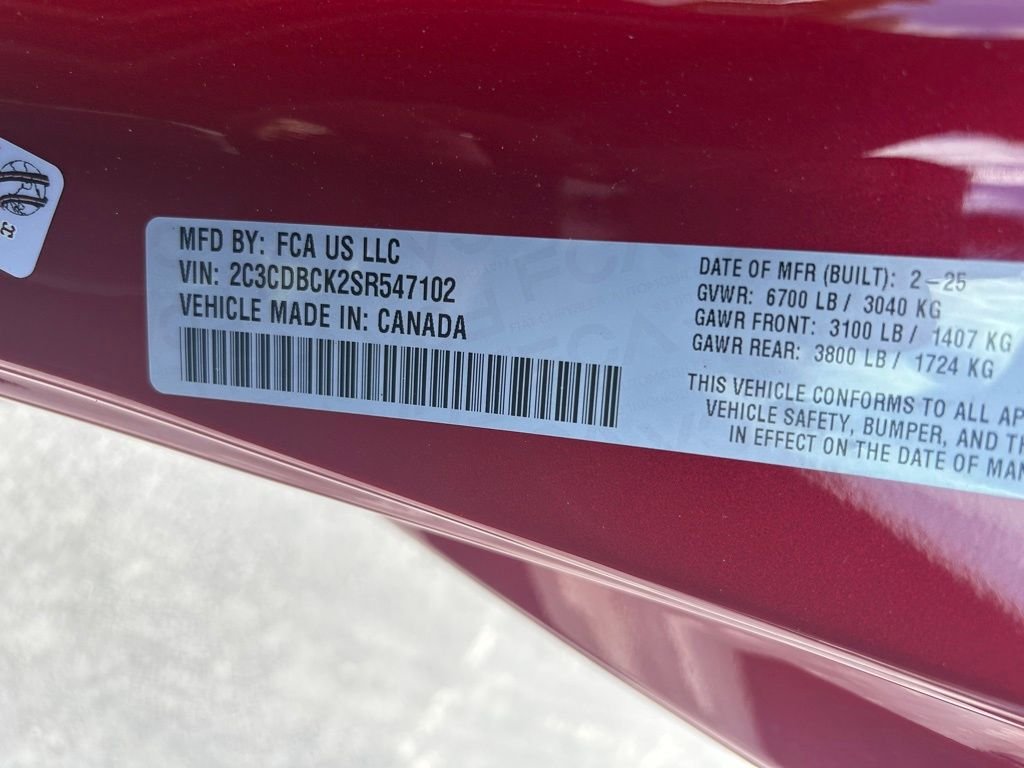 MFD BY: FCA US LLC
VIN: 2C3CDBCK2SR547102
VEHICLE MADE IN: CANADA
DATE OF MFR (BUILT): 2-25
GVWR: 6700 LB / 3040 KG
GAWR FRONT: 3100 LB / 1407 KG
GAWR REAR: 3800 LB / 1724 KG
THIS VEHICLE CONFORMS TO ALL AP
VEHICLE SAFETY, BUMPER, AND
IN EFFECT ON THE DATE OF MAN